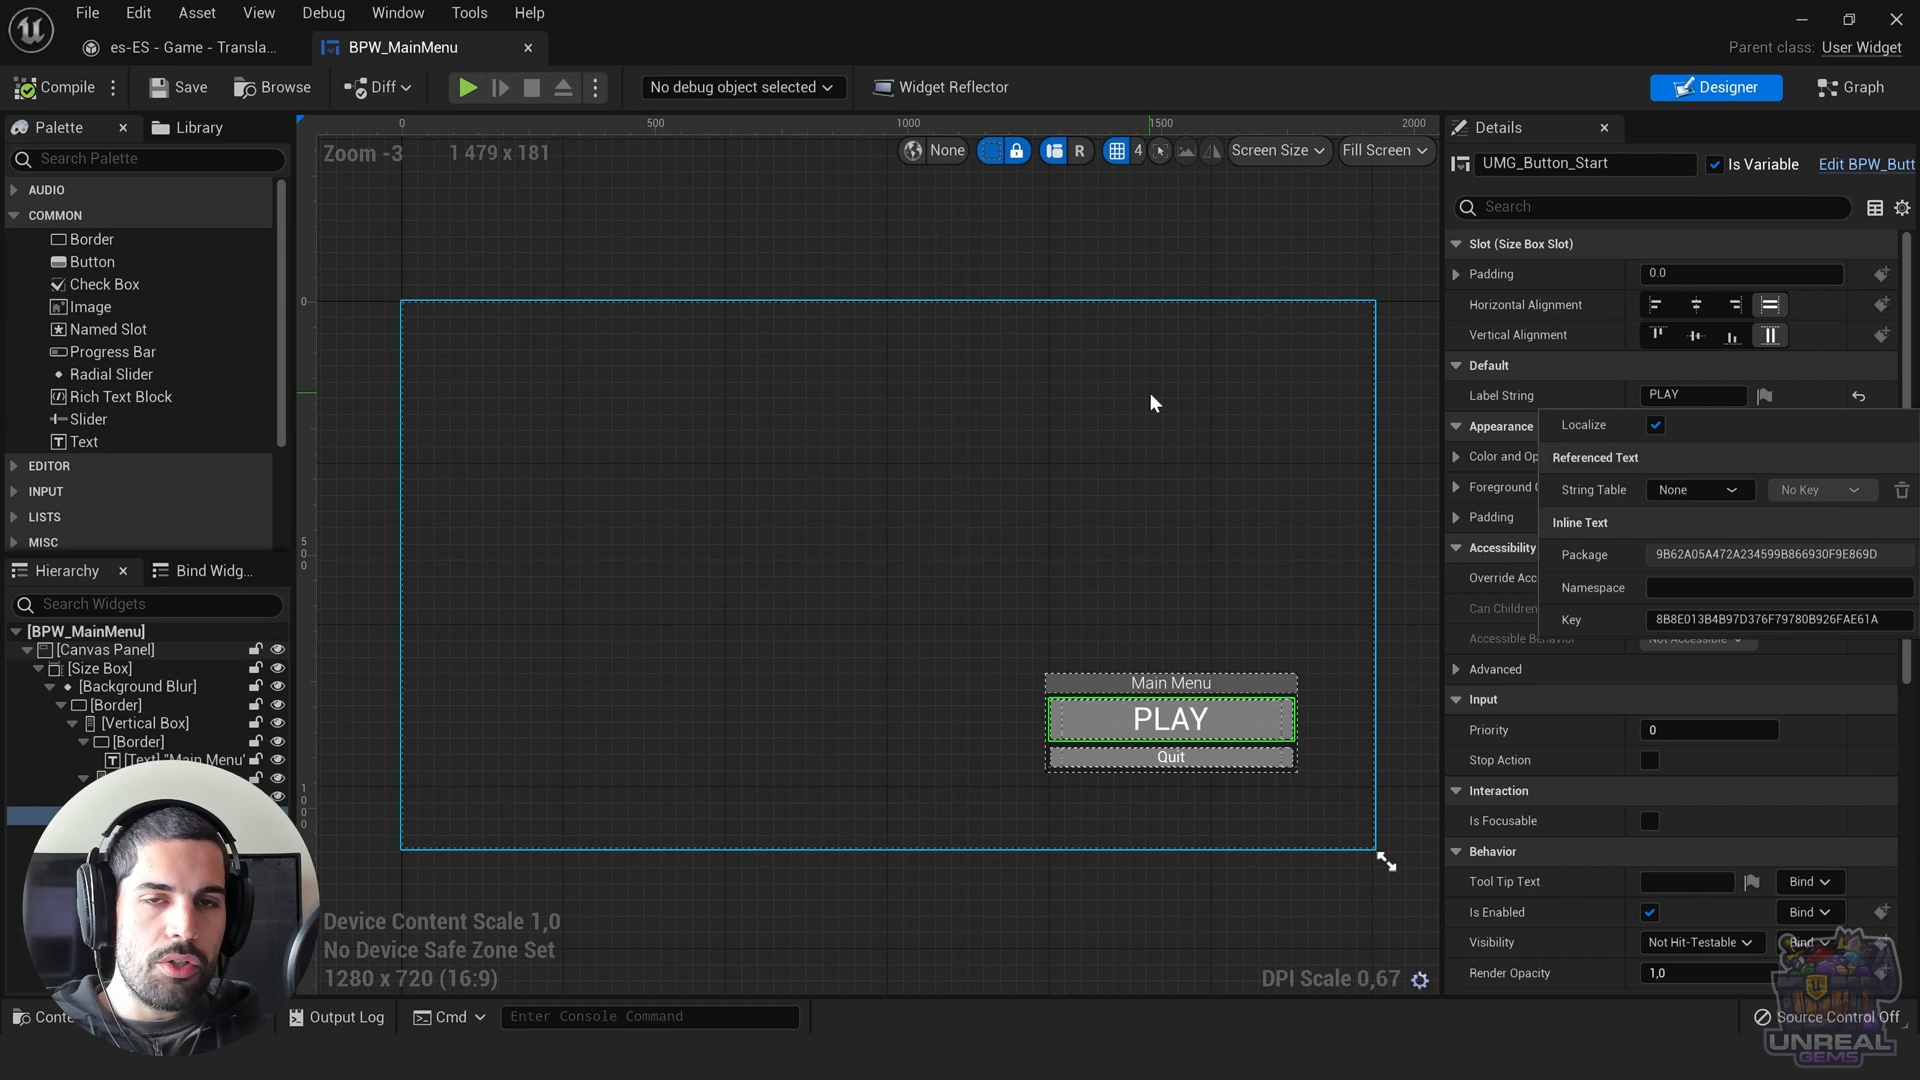 File Edit Asset View Debug Window Tools Help
es-ES - Game - Transla...
BPW_MainMenu
Parent class: User Widget
Compile
Save
Browse
Diff
No debug object selected
Widget Reflector
Designer
Graph
Palette
Library
Search Palette
AUDIO
COMMON
Border
Button
Check Box
Image
Named Slot
Progress Bar
Radial Slider
Rich Text Block
Slider
Text
EDITOR
INPUT
LISTS
MISC
Hierarchy
Bind Widg...
Search Widgets
[BPW_MainMenu]
[Canvas Panel]
[Size Box]
[Background Blur]
[Border]
[Vertical Box]
[Border]
[Text] "Main Menu"
0 500 1000 1500 2000
Zoom -3
1 479 x 181
None
R
4
Screen Size
Fill Screen
0
500
1000
Main Menu
PLAY
Quit
Device Content Scale 1,0
No Device Safe Zone Set
1280 x 720 (16:9)
DPI Scale 0,67
Details
UMG_Button_Start
Is Variable
Edit BPW_Butt
Search
Slot (Size Box Slot)
Padding 0.0
Horizontal Alignment
Vertical Alignment
Default
Label String PLAY
Appearance
Localize
Color and Op
Referenced Text
Foreground
String Table None No Key
Padding
Inline Text
Accessibility
Package 9B62A05A472A234599B866930F9E869D
Override Acc
Namespace
Can Children
Key 8B8E013B4B97D376F79780B926FAE61A
Accessible Behavior Not Accessible
Advanced
Input
Priority 0
Stop Action
Interaction
Is Focusable
Behavior
Tool Tip Text Bind
Is Enabled Bind
Visibility Not Hit-Testable Bind
Render Opacity 1,0
Conte
Output Log
Cmd
Enter Console Command
Source Control Off
UNREAL
GEMS